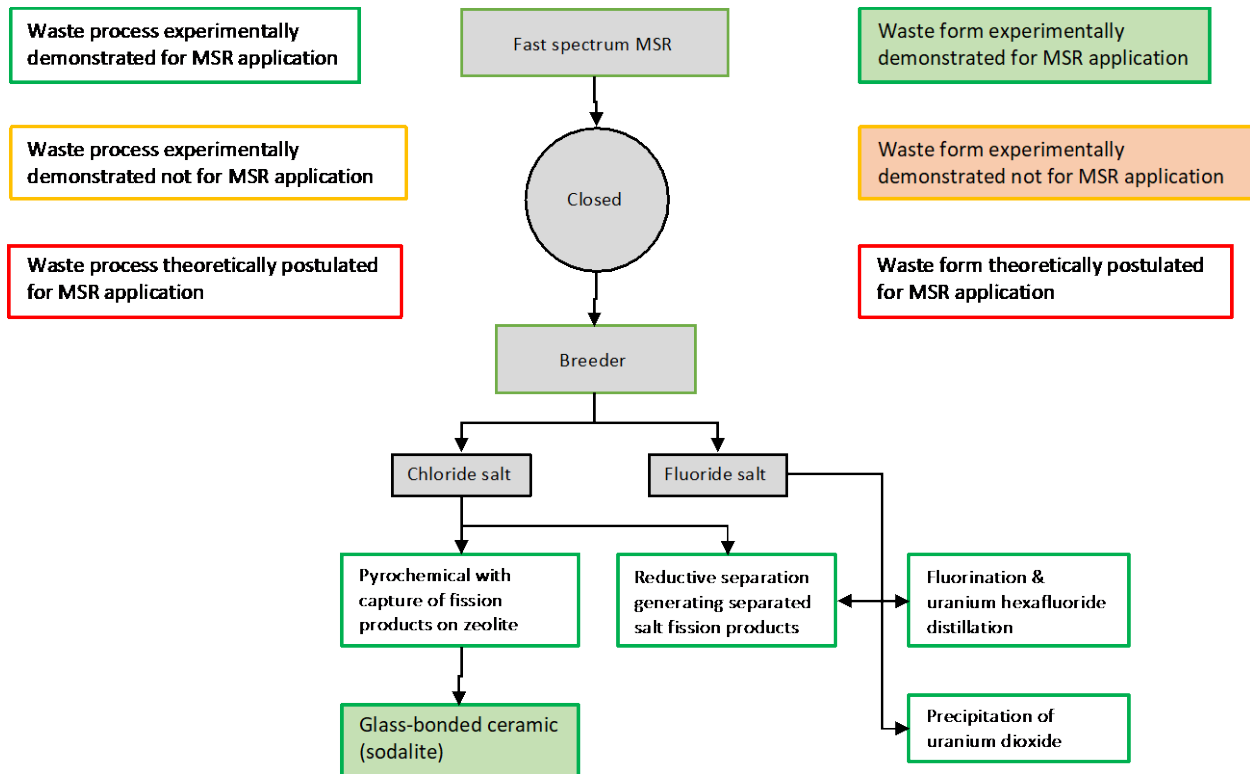 Waste process experimentally
demonstrated for MSR application
Fast spectrum MSR
Waste form experimentally
demonstrated for MSR application
Waste process experimentally
demonstrated not for MSR application
Closed
Waste form experimentally
demonstrated not for MSR application
Waste process theoretically postulated
for MSR application
Waste form theoretically postulated
for MSR application
Breeder
Chloride salt
Fluoride salt
Pyrochemical with
capture of fission
products on zeolite
Reductive separation
generating separated
salt fission products
Fluorination &
uranium hexafluoride
distillation
Glass-bonded ceramic
(sodalite)
Precipitation of
uranium dioxide